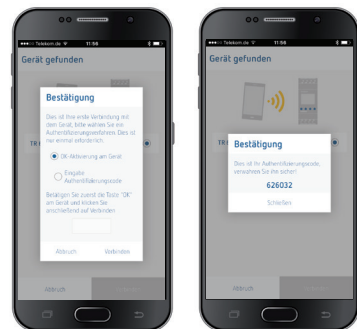 Telekom.de 11:56
Gerät gefunden
Bestätigung
Dies ist Ihre erste Verbindung mit
dem Gerät, bitte wählen Sie ein
Authentifizierungsverfahren. Dies ist
nur einmal erforderlich.
TR
OK-Aktivierung am Gerät
Eingabe
Authentifizierungscode
Betätigen Sie zuerst die Taste "OK"
am Gerät und klicken Sie
anschließend auf Verbinden
Abbruch Verbinden
Abbruch
Telekom.de 11:56
Gerät gefunden
TR
Bestätigung
Dies ist Ihr Authentifizierungscode,
verwahren Sie ihn sicher!
626032
Schließen
Abbruch